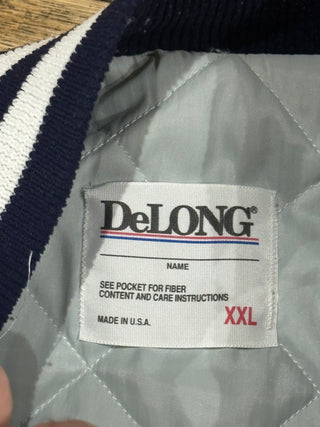 DeLONG®
NAME
SEE POCKET FOR FIBER
CONTENT AND CARE INSTRUCTIONS
MADE IN U.S.A.
XXL